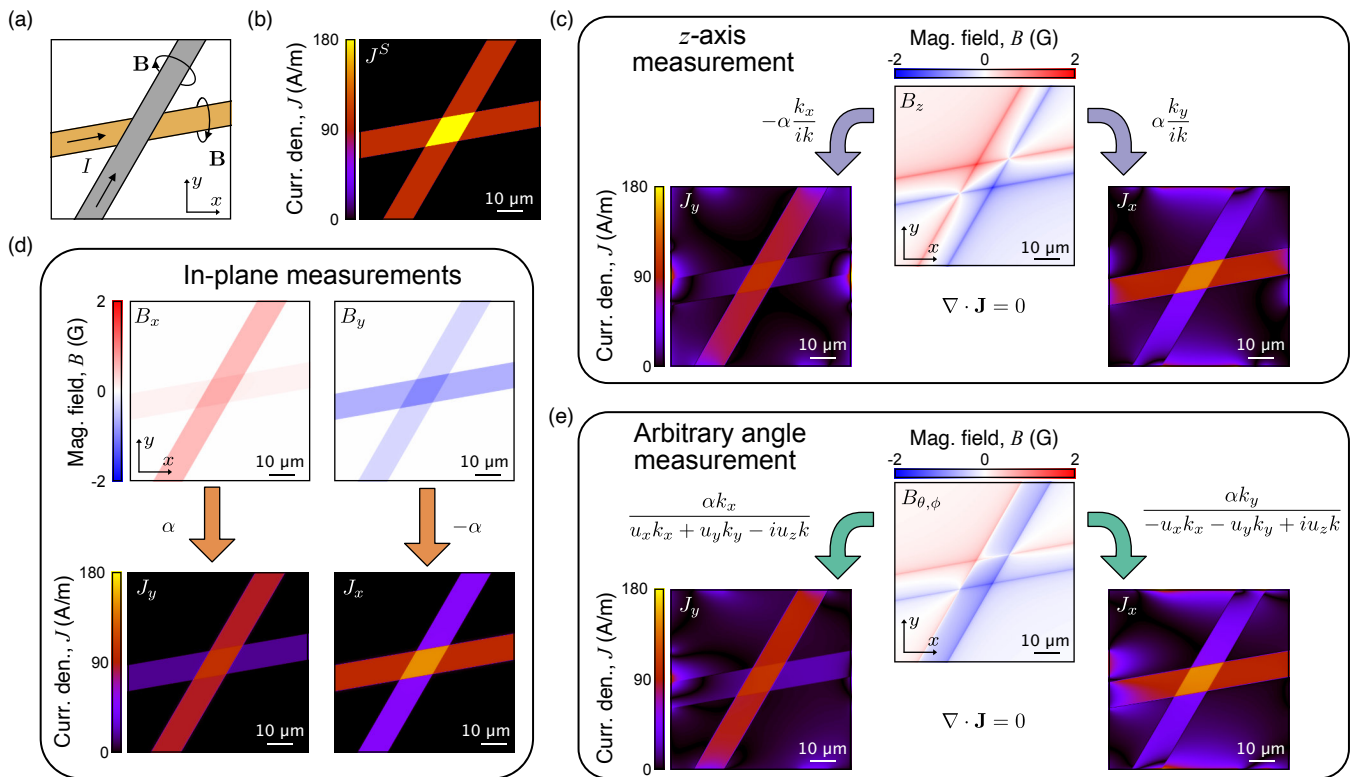 (a)
B
I
B
y
x
(b)
Curr. den., J (A/m)
180
90
0
J^S
10 μm
(c)
z-axis
measurement
Mag. field, B (G)
-2 0 2
B_z
y
x
10 μm
-α k_x / ik
α k_y / ik
Curr. den., J (A/m)
180
90
0
J_y
10 μm
∇ · J = 0
J_x
10 μm
(d)
In-plane measurements
Mag. field, B (G)
2
0
-2
B_x
y
x
10 μm
B_y
10 μm
α
-α
Curr. den., J (A/m)
180
90
0
J_y
10 μm
J_x
10 μm
(e)
Arbitrary angle
measurement
Mag. field, B (G)
-2 0 2
B_θ,ϕ
y
x
10 μm
αk_x / u_xk_x + u_yk_y - iu_zk
αk_y / -u_xk_x - u_yk_y + iu_zk
Curr. den., J (A/m)
180
90
0
J_y
10 μm
∇ · J = 0
J_x
10 μm